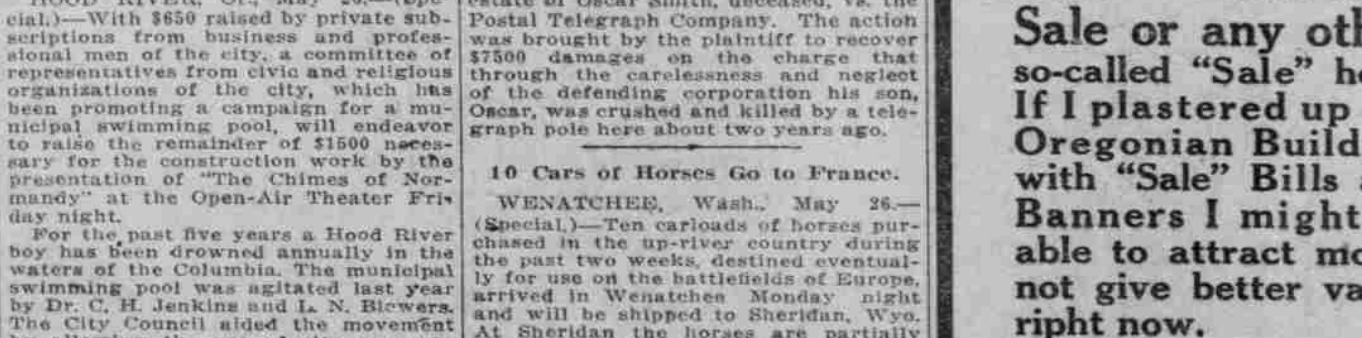 HOOD RIVER, Or., May 26.—(Spe-
cial.)—With $650 raised by private sub-
scriptions from business and profes-
sional men of the city, a committee of
representatives from civic and religious
organizations of the city, which has
been promoting a campaign for a mu-
nicipal swimming pool, will endeavor
to raise the remainder of $1500 neces-
sary for the construction work by the
presentation of "The Chimes of Nor-
mandy" at the Open-Air Theater Fri-
day night.
For the past five years a Hood River
boy has been drowned annually in the
waters of the Columbia. The municipal
swimming pool was agitated last year
by Dr. C. H. Jenkins and L. N. Blowers.
The City Council aided the movement
estate of Oscar Smith, deceased, vs. the
Postal Telegraph Company. The action
was brought by the plaintiff to recover
$7500 damages on the charge that
through the carelessness and neglect
of the defending corporation his son,
Oscar, was crushed and killed by a tele-
graph pole here about two years ago.
10 Cars of Horses Go to France.
WENATCHEE, Wash., May 26.—
(Special.)—Ten carloads of horses pur-
chased in the up-river country during
the past two weeks, destined eventual-
ly for use on the battlefields of Europe,
arrived in Wenatchee Monday night
and will be shipped to Sheridan, Wyo.
At Sheridan the horses are partially
Sale or any oth
so-called "Sale" he
If I plastered up
Oregonian Build
with "Sale" Bills
Banners I might
able to attract mo
not give better va
ripht now.